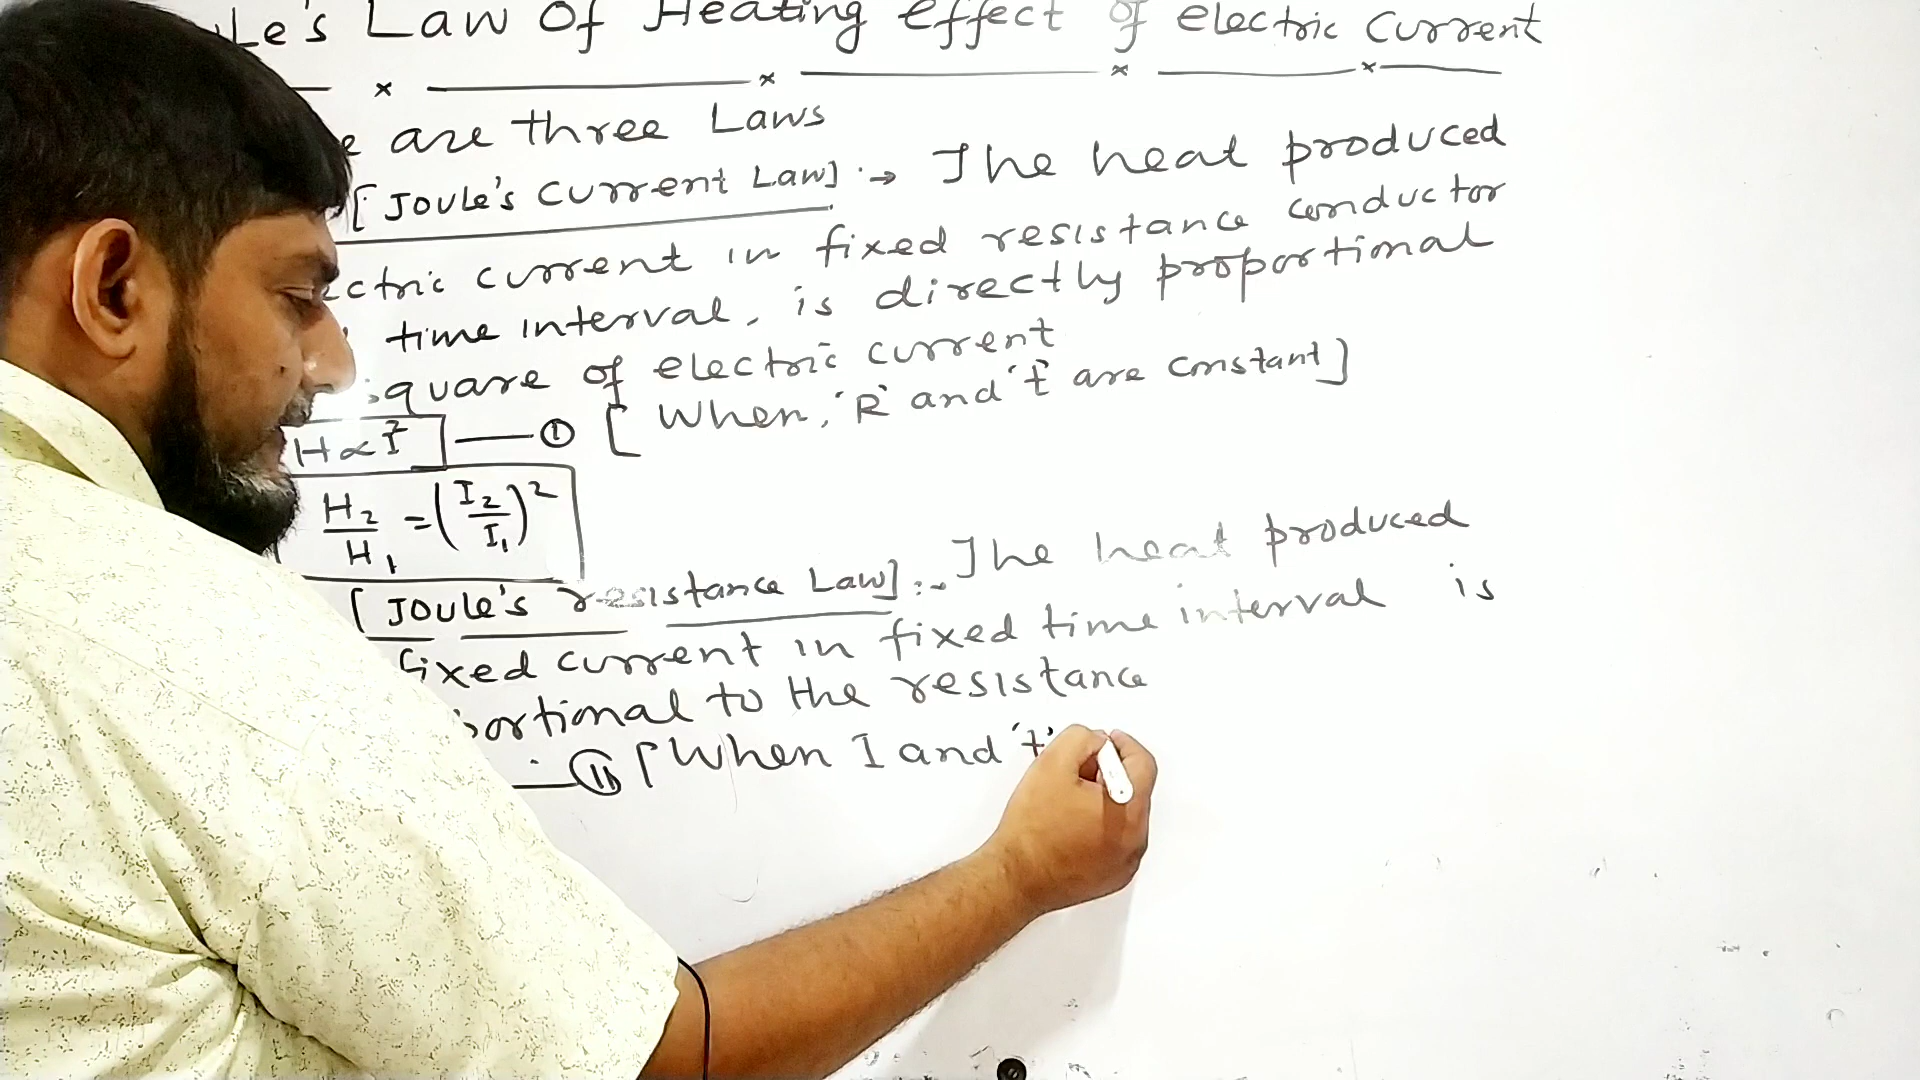 Law Of Heating effect of electric current
are three Laws
[Joule's current Law] :→ The heat produced
current in fixed resistance conductor
time interval, is directly proportional
of electric current
H ∝ I² —— ① [When, 'R' and 't' are constant]
H₂/H₁ = (I₂/I₁)²
[Joule's resistance Law] :- The heat produced
fixed current in fixed time interval is
to the resistance
—— ⑪ [When I and 't'